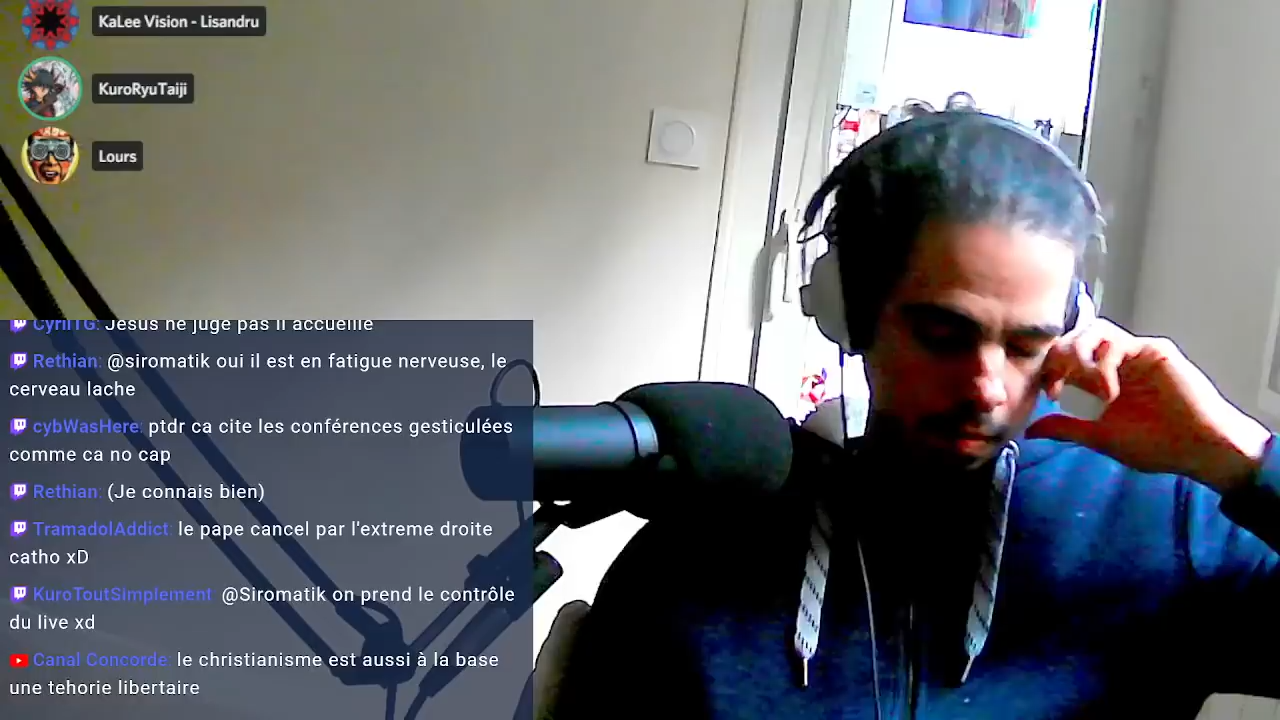 KaLee Vision - Lisandru
KuroRyuTaiji
Lours
CyrilTG: Jesus ne juge pas il accueille
Rethian: @siromatik oui il est en fatigue nerveuse, le
cerveau lache
cybWasHere: ptdr ca cite les conférences gesticulées
comme ca no cap
Rethian: (Je connais bien)
TramadolAddict: le pape cancel par l'extreme droite
catho xD
KuroToutSimplement: @Siromatik on prend le contrôle
du live xd
Canal Concorde: le christianisme est aussi à la base
une tehorie libertaire